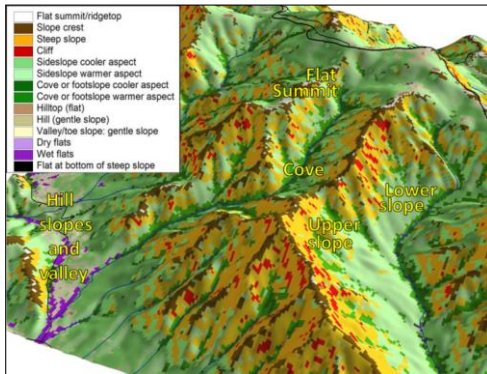 Flat summit/ridgetop
Slope crest
Steep slope
Cliff
Sideslope cooler aspect
Sideslope warmer aspect
Cove or footslope cooler aspect
Cove or footslope warmer aspect
Hilltop (flat)
Hill (gentle slope)
Valley/toe slope: gentle slope
Dry flats
Wet flats
Flat at bottom of steep slope
Flat
Summit
Cove
Lower
slope
Upper
slope
Hill
slopes
and
valley